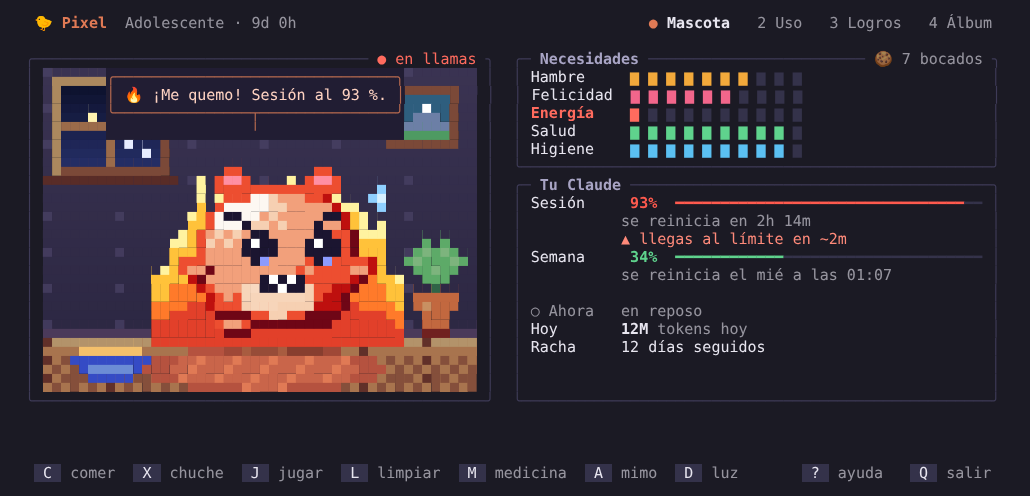 Pixel Adolescente · 9d 0h
● Mascota 2 Uso 3 Logros 4 Álbum
● en llamas
¡Me quemo! Sesión al 93 %.
Necesidades 7 bocados
Hambre
Felicidad
Energía
Salud
Higiene
Tu Claude
Sesión 93%
se reinicia en 2h 14m
▲ llegas al límite en ~2m
Semana 34%
se reinicia el mié a las 01:07
○ Ahora en reposo
Hoy 12M tokens hoy
Racha 12 días seguidos
C comer X chuche J jugar L limpiar M medicina A mimo D luz ? ayuda Q salir